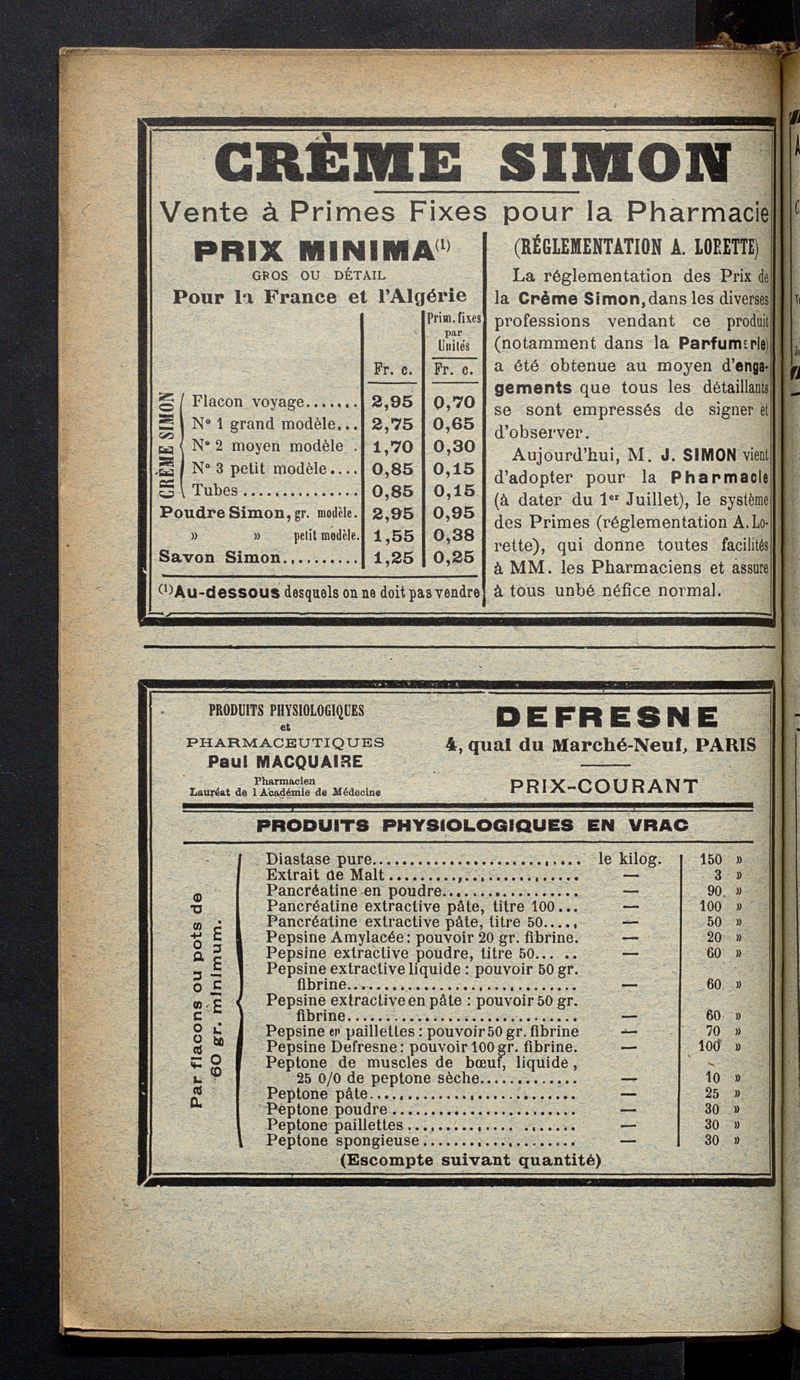 CRÈME SIMON
Vente à Primes Fixes pour la Pharmacie
PRIX MINIMA(1)
GROS OU DÉTAIL
Pour la France et l'Algérie
Prim. fixes
par
Unités
Fr. c. Fr. c.
CRÈME SIMON
Flacon voyage....... 2,95 0,70
N° 1 grand modèle... 2,75 0,65
N° 2 moyen modèle . 1,70 0,30
N° 3 petit modèle.... 0,85 0,15
Tubes ............... 0,85 0,15
Poudre Simon, gr. modèle. 2,95 0,95
» » petit modèle. 1,55 0,38
Savon Simon.......... 1,25 0,25
(1) Au-dessous desquels on ne doit pas vendre
(RÉGLEMENTATION A. LORETTE)
La réglementation des Prix de
la Crème Simon, dans les diverses
professions vendant ce produit
(notamment dans la Parfumerie)
a été obtenue au moyen d'enga-
gements que tous les détaillants
se sont empressés de signer et
d'observer.
Aujourd'hui, M. J. SIMON vient
d'adopter pour la Pharmacie
(à dater du 1er Juillet), le système
des Primes (réglementation A. Lo-
rette), qui donne toutes facilités
à MM. les Pharmaciens et assure
à tous unbé néfice normal.
PRODUITS PHYSIOLOGIQUES
et
PHARMACEUTIQUES
Paul MACQUAIRE
Pharmacien
Lauréat de l Académie de Médecine
DEFRESNE
4, quai du Marché-Neuf, PARIS
PRIX-COURANT
PRODUITS PHYSIOLOGIQUES EN VRAC
Par flacons ou pots de
60 gr. minimum.
Diastase pure............................ le kilog. 150 »
Extrait de Malt.......................... — 3 »
Pancréatine en poudre.................. — 90 »
Pancréatine extractive pâte, titre 100... — 100 »
Pancréatine extractive pâte, titre 50..... — 50 »
Pepsine Amylacée: pouvoir 20 gr. fibrine. — 20 »
Pepsine extractive poudre, titre 50... .. — 60 »
Pepsine extractive liquide : pouvoir 50 gr.
fibrine............................... — 60 »
Pepsine extractive en pâte : pouvoir 50 gr.
fibrine............................... — 60 »
Pepsine en paillettes : pouvoir 50 gr. fibrine — 70 »
Pepsine Defresne: pouvoir 100 gr. fibrine. — 100 »
Peptone de muscles de bœuf, liquide,
25 0/0 de peptone sèche............. — 10 »
Peptone pâte............................ — 25 »
Peptone poudre ......................... — 30 »
Peptone paillettes ...................... — 30 »
Peptone spongieuse..................... — 30 »
(Escompte suivant quantité)